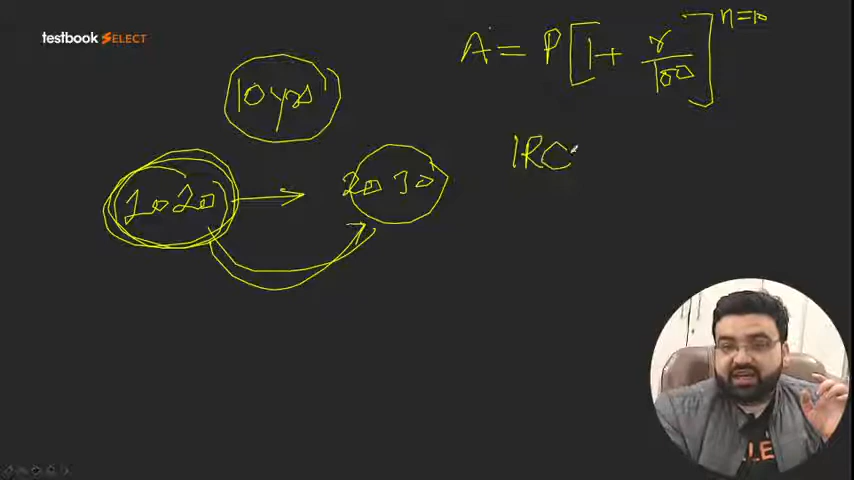 testbook SELECT
A = P[1 + r/100]^n=10
10 yrs
IRC
2020 → 2030